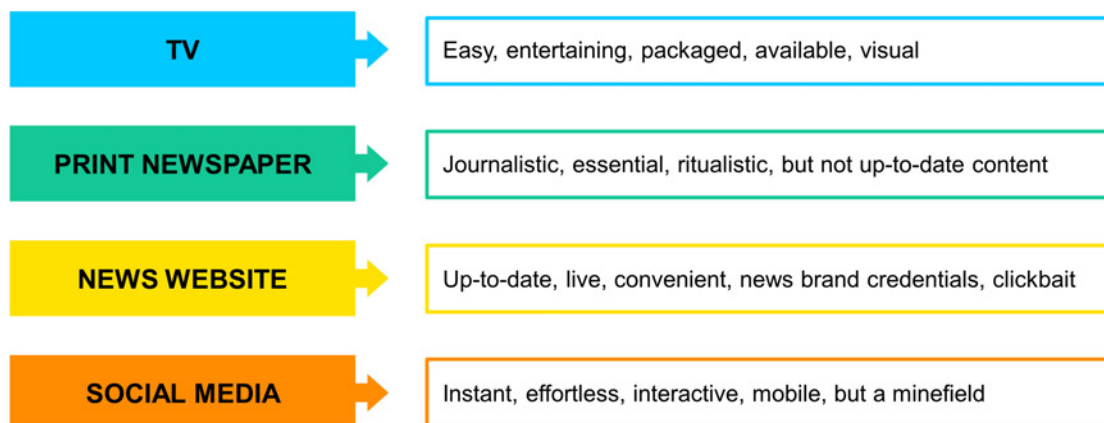 TV
Easy, entertaining, packaged, available, visual
PRINT NEWSPAPER
Journalistic, essential, ritualistic, but not up-to-date content
NEWS WEBSITE
Up-to-date, live, convenient, news brand credentials, clickbait
SOCIAL MEDIA
Instant, effortless, interactive, mobile, but a minefield